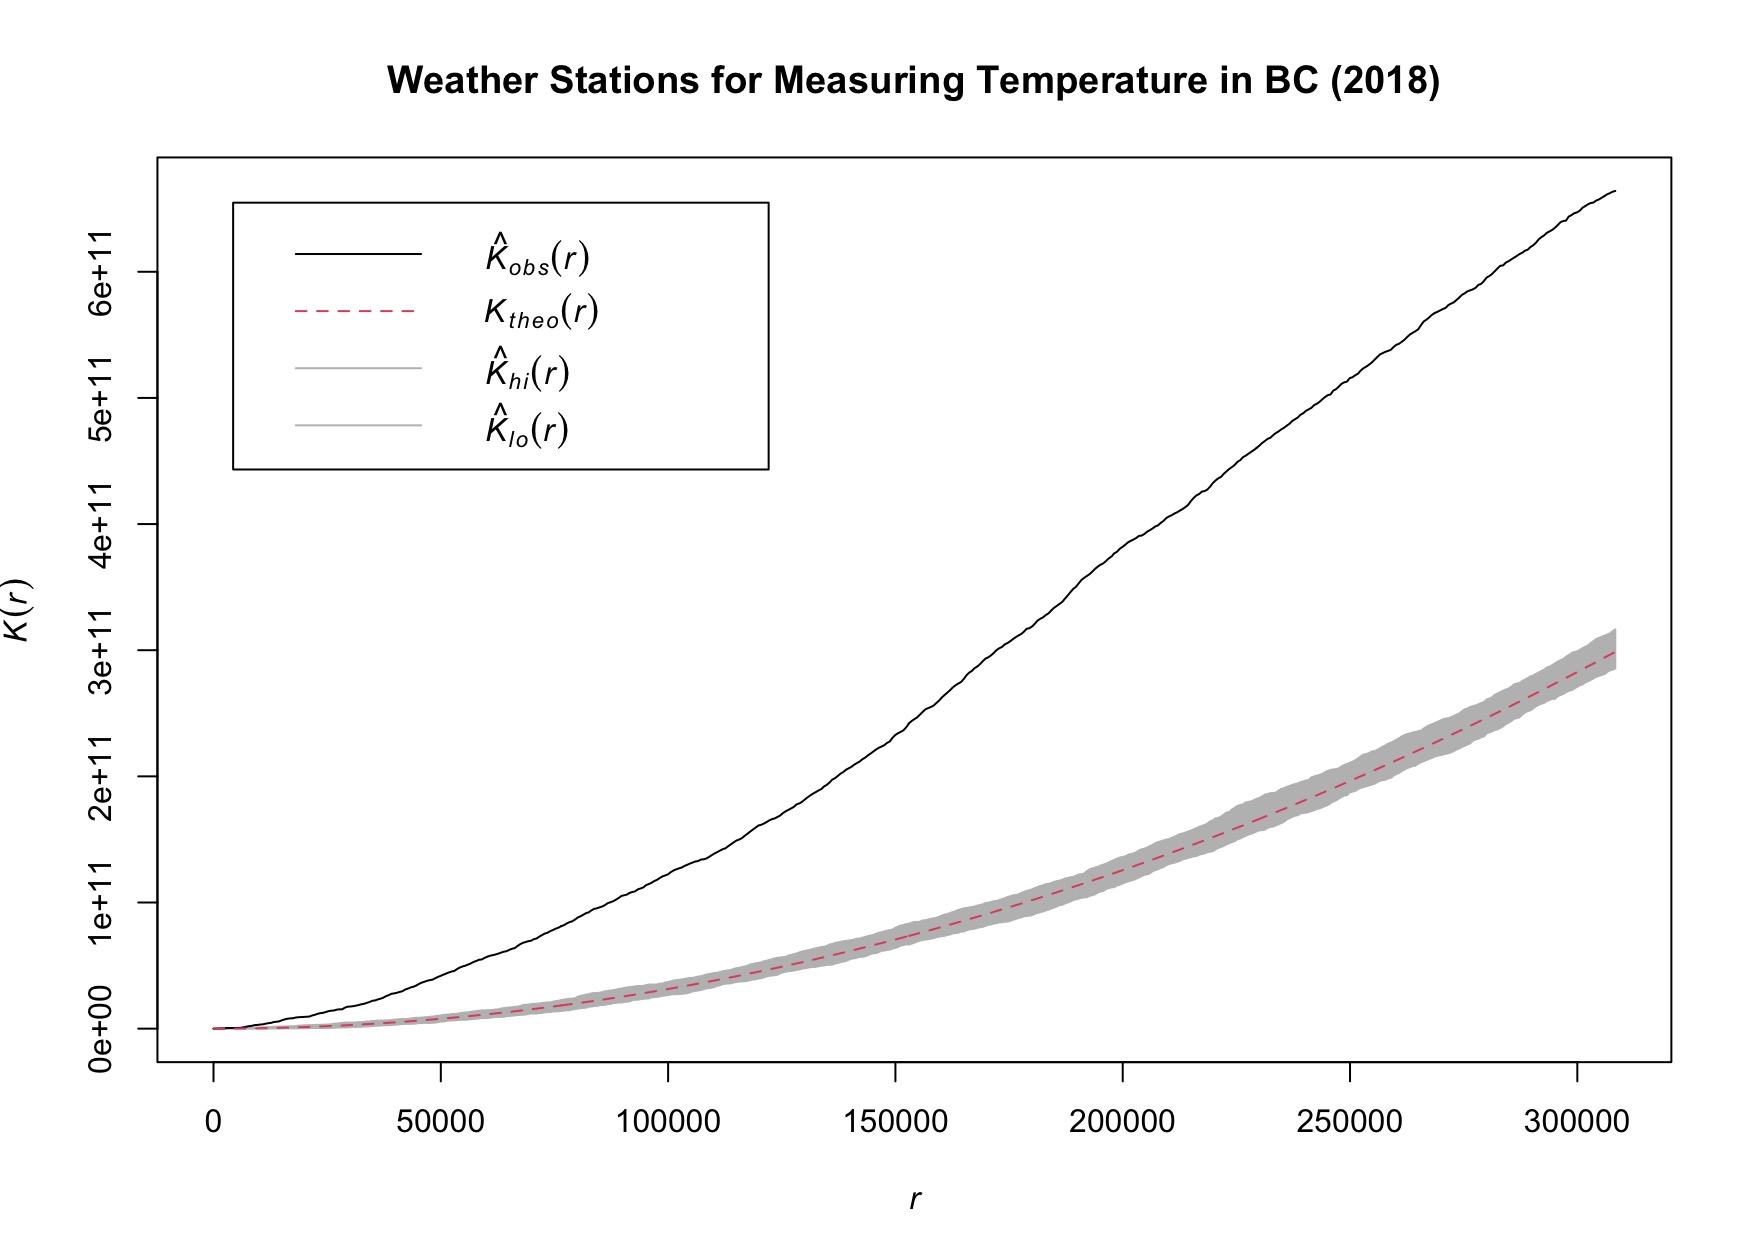 Weather Stations for Measuring Temperature in BC (2018)
K̂obs(r)
Ktheo(r)
K̂hi(r)
K̂lo(r)
K(r)
6e+11
5e+11
4e+11
3e+11
2e+11
1e+11
0e+00
0 50000 100000 150000 200000 250000 300000
r